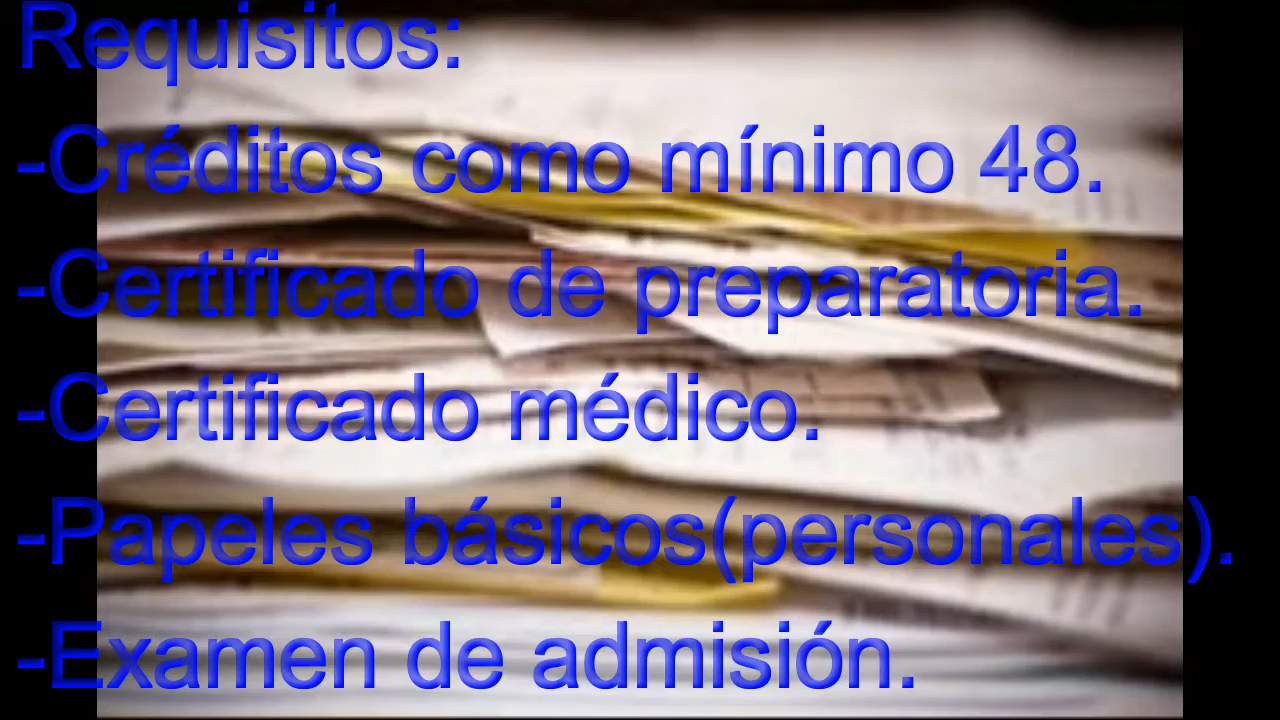 Requisitos:
-Créditos como mínimo 48.
-Certificado de preparatoria.
-Certificado médico.
-Papeles básicos(personales).
-Examen de admisión.